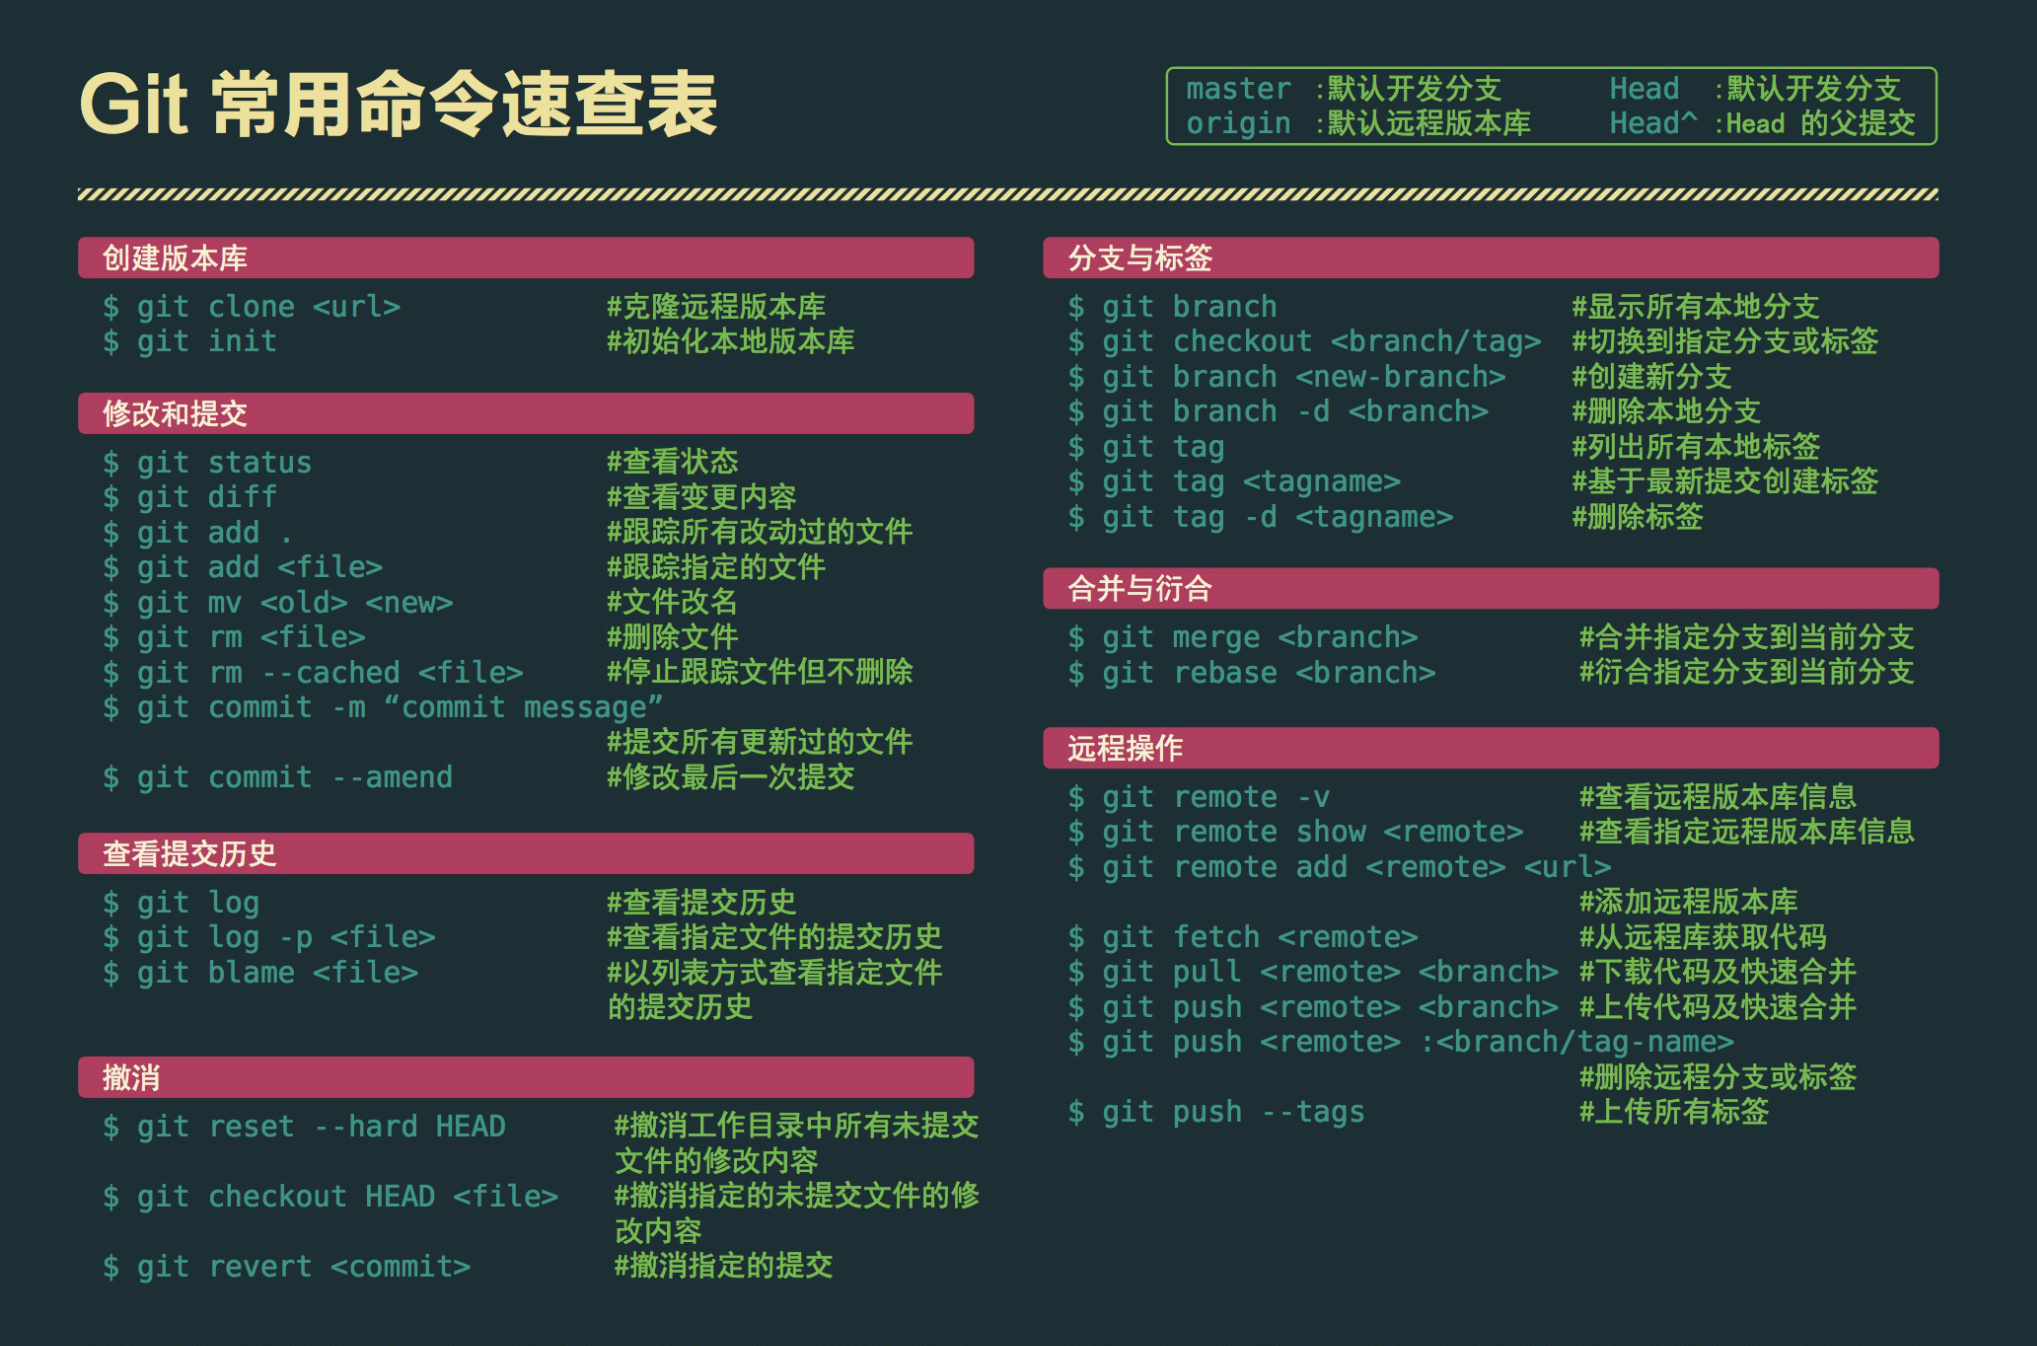 Git 常用命令速查表
master :默认开发分支 Head :默认开发分支
origin :默认远程版本库 Head^ :Head 的父提交
创建版本库
$ git clone <url> #克隆远程版本库
$ git init #初始化本地版本库
修改和提交
$ git status #查看状态
$ git diff #查看变更内容
$ git add . #跟踪所有改动过的文件
$ git add <file> #跟踪指定的文件
$ git mv <old> <new> #文件改名
$ git rm <file> #删除文件
$ git rm --cached <file> #停止跟踪文件但不删除
$ git commit -m “commit message”
#提交所有更新过的文件
$ git commit --amend #修改最后一次提交
查看提交历史
$ git log #查看提交历史
$ git log -p <file> #查看指定文件的提交历史
$ git blame <file> #以列表方式查看指定文件
的提交历史
撤消
$ git reset --hard HEAD #撤消工作目录中所有未提交
文件的修改内容
$ git checkout HEAD <file> #撤消指定的未提交文件的修
改内容
$ git revert <commit> #撤消指定的提交
分支与标签
$ git branch #显示所有本地分支
$ git checkout <branch/tag> #切换到指定分支或标签
$ git branch <new-branch> #创建新分支
$ git branch -d <branch> #删除本地分支
$ git tag #列出所有本地标签
$ git tag <tagname> #基于最新提交创建标签
$ git tag -d <tagname> #删除标签
合并与衍合
$ git merge <branch> #合并指定分支到当前分支
$ git rebase <branch> #衍合指定分支到当前分支
远程操作
$ git remote -v #查看远程版本库信息
$ git remote show <remote> #查看指定远程版本库信息
$ git remote add <remote> <url>
#添加远程版本库
$ git fetch <remote> #从远程库获取代码
$ git pull <remote> <branch> #下载代码及快速合并
$ git push <remote> <branch> #上传代码及快速合并
$ git push <remote> :<branch/tag-name>
#删除远程分支或标签
$ git push --tags #上传所有标签